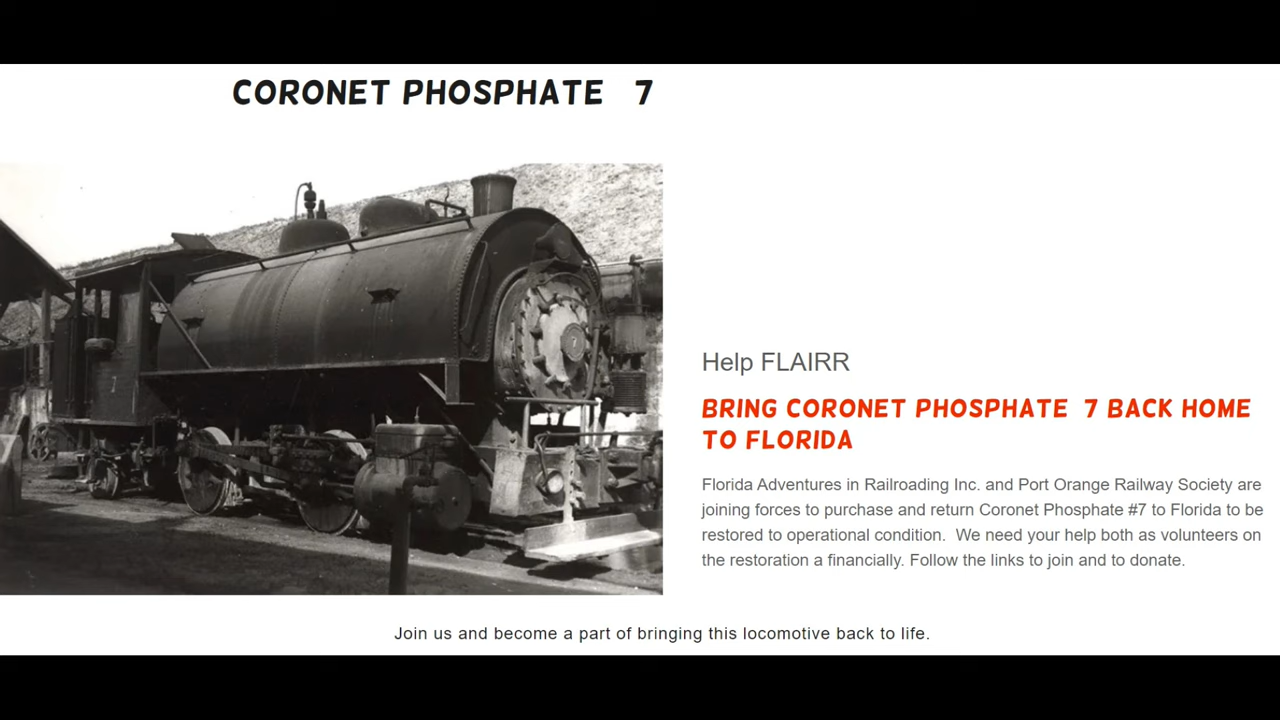 CORONET PHOSPHATE 7
7
7
Help FLAIRR
BRING CORONET PHOSPHATE 7 BACK HOME
TO FLORIDA
Florida Adventures in Railroading Inc. and Port Orange Railway Society are
joining forces to purchase and return Coronet Phosphate #7 to Florida to be
restored to operational condition. We need your help both as volunteers on
the restoration a financially. Follow the links to join and to donate.
Join us and become a part of bringing this locomotive back to life.